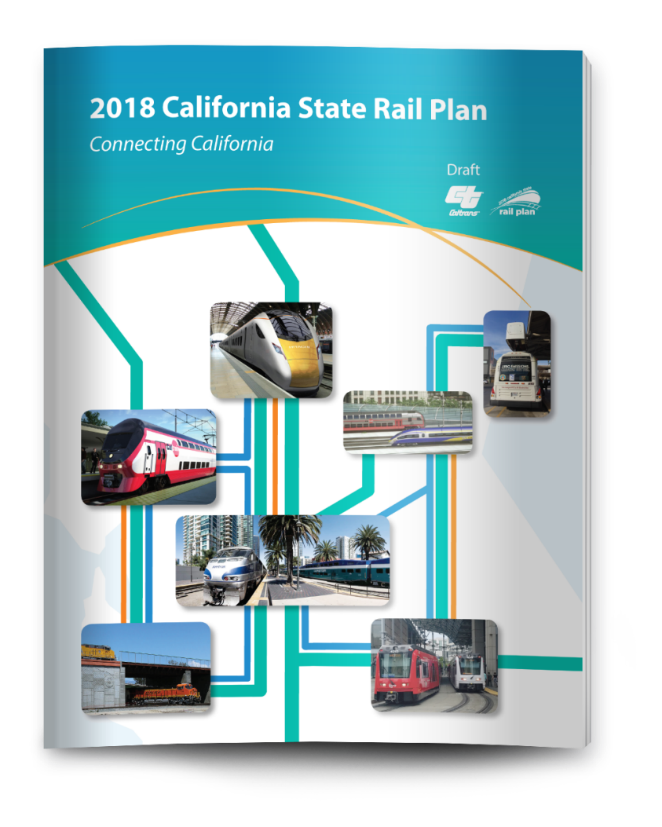 2018 California State Rail Plan
Connecting California
Draft
Caltrans
rail plan